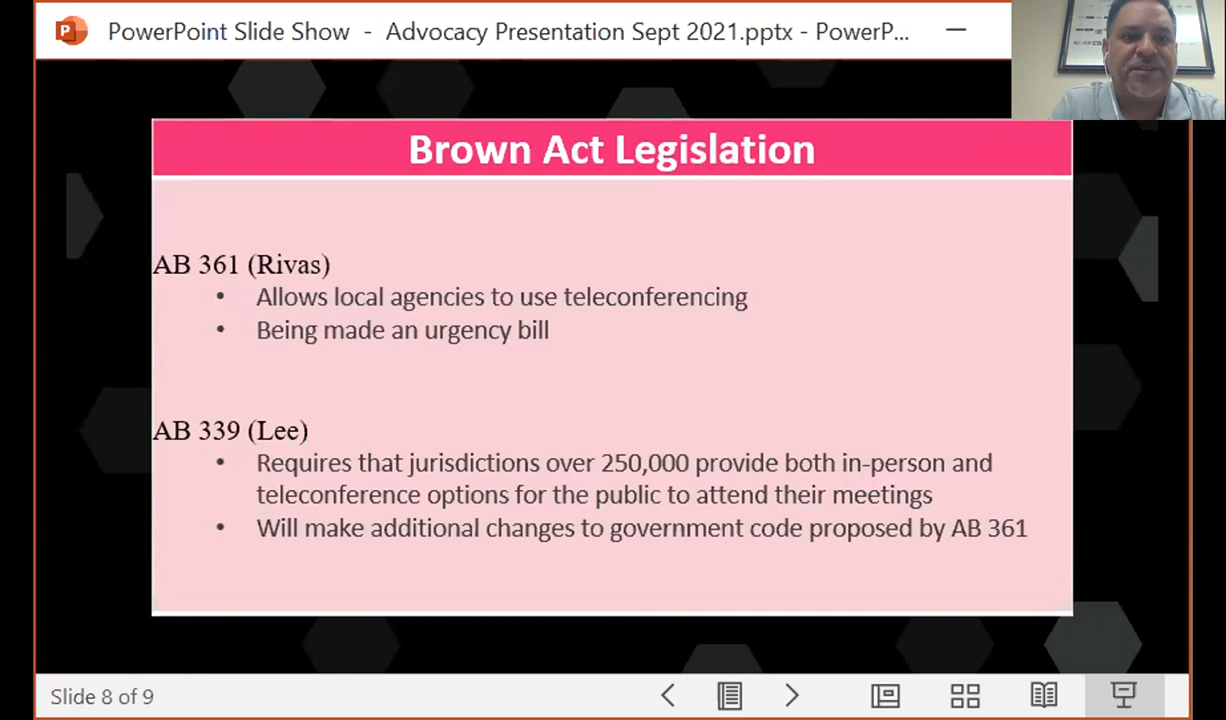 PowerPoint Slide Show - Advocacy Presentation Sept 2021.pptx - PowerP...
Brown Act Legislation
AB 361 (Rivas)
• Allows local agencies to use teleconferencing
• Being made an urgency bill
AB 339 (Lee)
• Requires that jurisdictions over 250,000 provide both in-person and
teleconference options for the public to attend their meetings
• Will make additional changes to government code proposed by AB 361
Slide 8 of 9